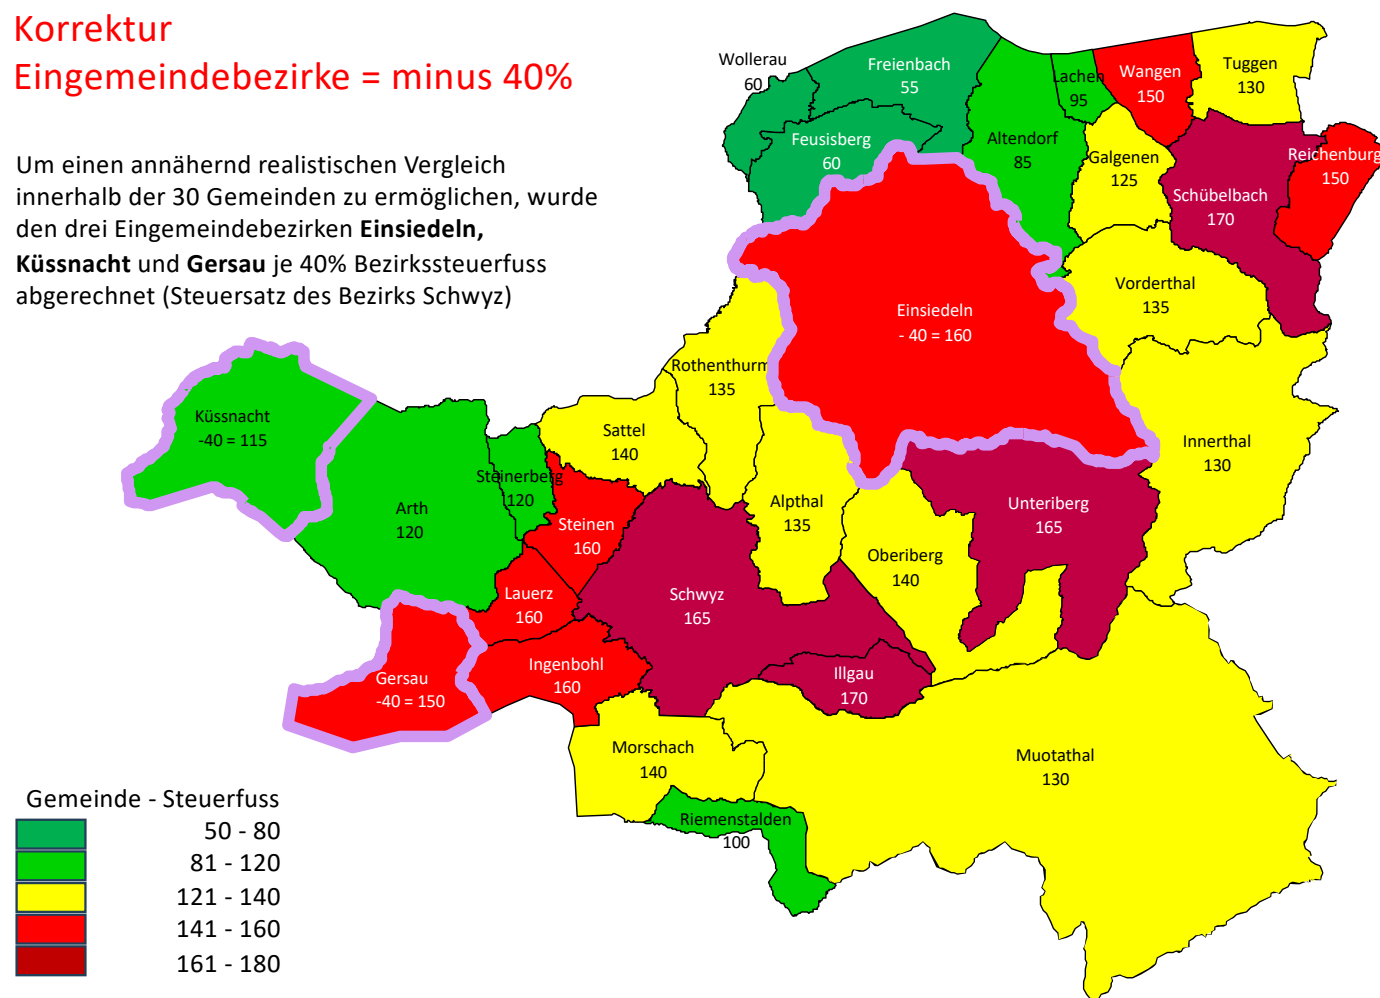 Korrektur
Eingemeindebezirke = minus 40%
Um einen annähernd realistischen Vergleich
innerhalb der 30 Gemeinden zu ermöglichen, wurde
den drei Eingemeindebezirken Einsiedeln,
Küssnacht und Gersau je 40% Bezirkssteuerfuss
abgerechnet (Steuersatz des Bezirks Schwyz)
Wollerau
60
Freienbach
55
Feusisberg
60
Altendorf
85
Lachen
95
Wangen
150
Tuggen
130
Galgenen
125
Schübelbach
170
Reichenburg
150
Vorderthal
135
Einsiedeln
- 40 = 160
Rothenthurm
135
Küssnacht
-40 = 115
Sattel
140
Innerthal
130
Steinerberg
120
Arth
120
Steinen
160
Alpthal
135
Unteriberg
165
Oberiberg
140
Lauerz
160
Schwyz
165
Ingenbohl
160
Gersau
-40 = 150
Illgau
170
Morschach
140
Muotathal
130
Riemenstalden
100
Gemeinde - Steuerfuss
50 - 80
81 - 120
121 - 140
141 - 160
161 - 180